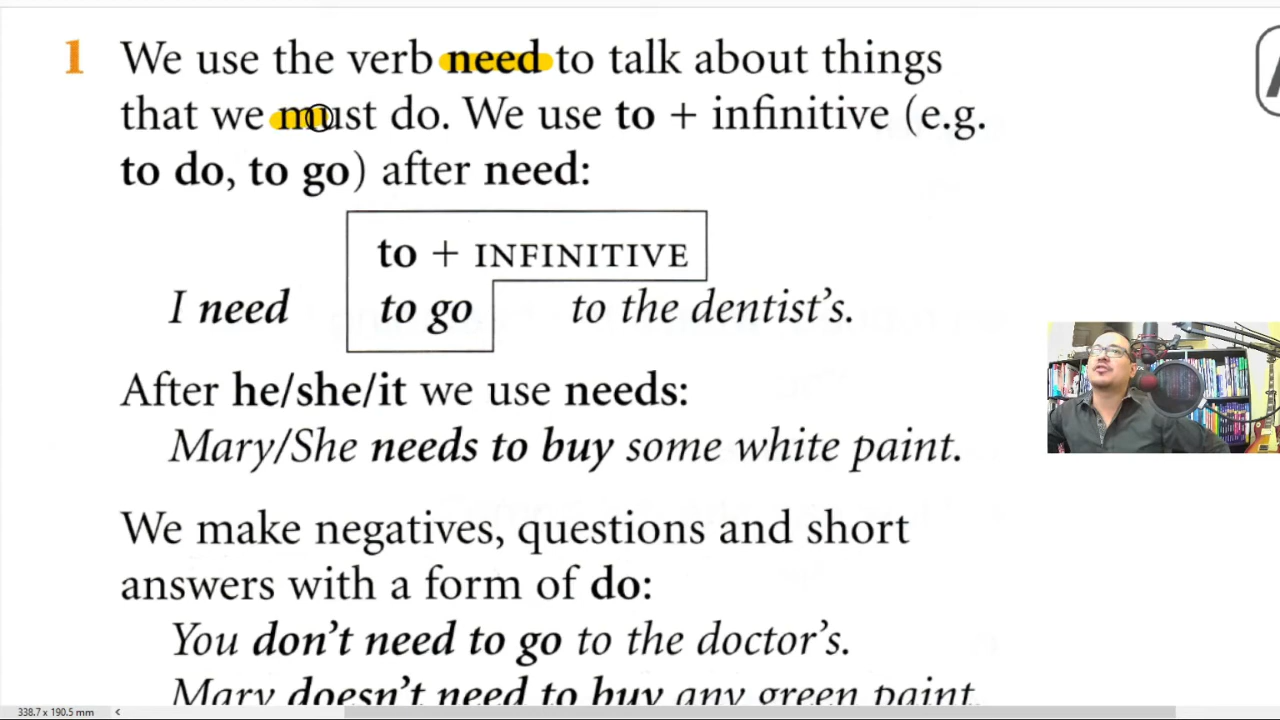 1 We use the verb need to talk about things
that we must do. We use to + infinitive (e.g.
to do, to go) after need:
to + INFINITIVE
I need to go to the dentist’s.
After he/she/it we use needs:
Mary/She needs to buy some white paint.
We make negatives, questions and short
answers with a form of do:
You don’t need to go to the doctor’s.
Mary doesn’t need to buy any green paint.
338.7 x 190.5 mm